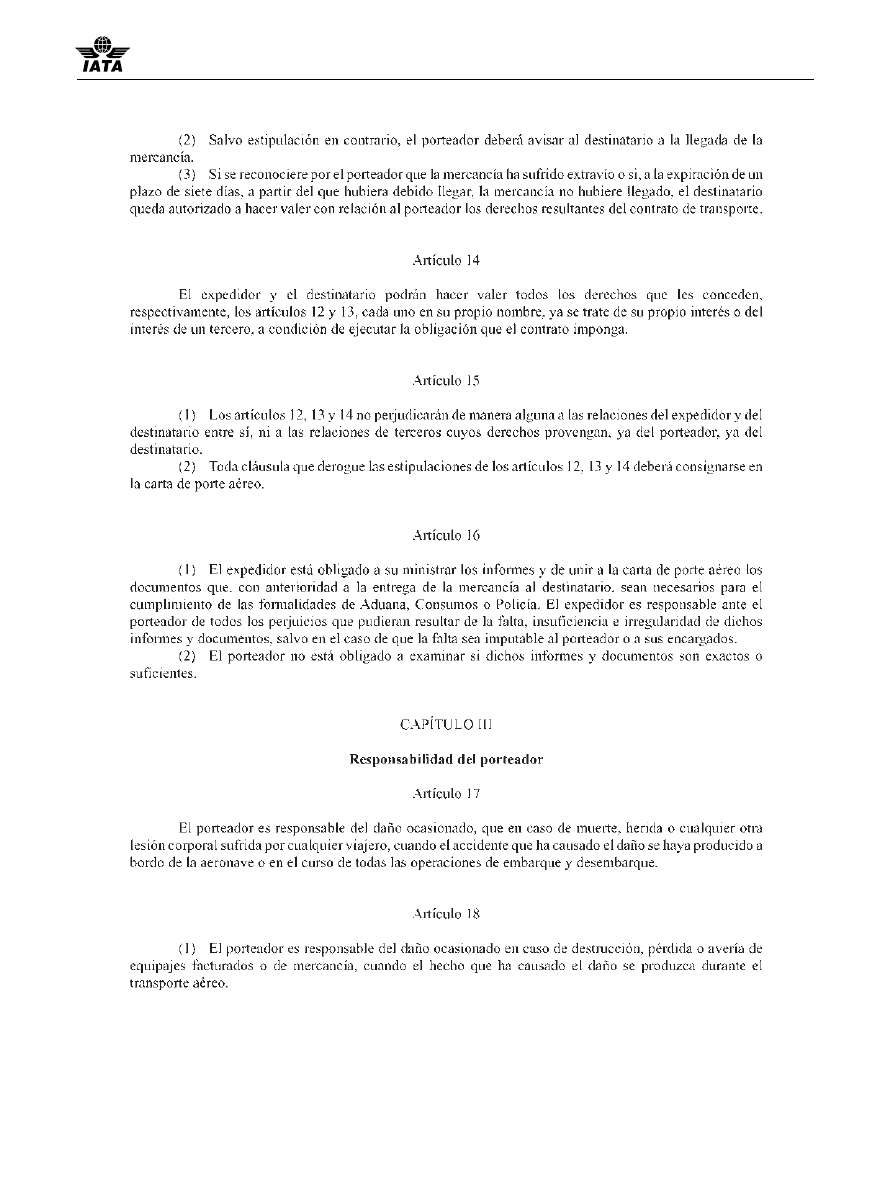 IATA
(2) Salvo estipulación en contrario, el porteador deberá avisar al destinatario a la llegada de la
mercancía.
(3) Si se reconociere por el porteador que la mercancía ha sufrido extravío o si, a la expiración de un
plazo de siete días, a partir del que hubiera debido llegar, la mercancía no hubiere llegado, el destinatario
queda autorizado a hacer valer con relación al porteador los derechos resultantes del contrato de transporte.
Artículo 14
El expedidor y el destinatario podrán hacer valer todos los derechos que les conceden,
respectivamente, los artículos 12 y 13, cada uno en su propio nombre, ya se trate de su propio interés o del
interés de un tercero, a condición de ejecutar la obligación que el contrato imponga.
Artículo 15
(1) Los artículos 12, 13 y 14 no perjudicarán de manera alguna a las relaciones del expedidor y del
destinatario entre sí, ni a las relaciones de terceros cuyos derechos provengan, ya del porteador, ya del
destinatario.
(2) Toda cláusula que derogue las estipulaciones de los artículos 12, 13 y 14 deberá consignarse en
la carta de porte aéreo.
Artículo 16
(1) El expedidor está obligado a su ministrar los informes y de unir a la carta de porte aéreo los
documentos que, con anterioridad a la entrega de la mercancía al destinatario, sean necesarios para el
cumplimiento de las formalidades de Aduana, Consumos o Policía. El expedidor es responsable ante el
porteador de todos los perjuicios que pudieran resultar de la falta, insuficiencia e irregularidad de dichos
informes y documentos, salvo en el caso de que la falta sea imputable al porteador o a sus encargados.
(2) El porteador no está obligado a examinar si dichos informes y documentos son exactos o
suficientes.
CAPÍTULO III
Responsabilidad del porteador
Artículo 17
El porteador es responsable del daño ocasionado, que en caso de muerte, herida o cualquier otra
lesión corporal sufrida por cualquier viajero, cuando el accidente que ha causado el daño se haya producido a
bordo de la aeronave o en el curso de todas las operaciones de embarque y desembarque.
Artículo 18
(1) El porteador es responsable del daño ocasionado en caso de destrucción, pérdida o avería de
equipajes facturados o de mercancía, cuando el hecho que ha causado el daño se produzca durante el
transporte aéreo.